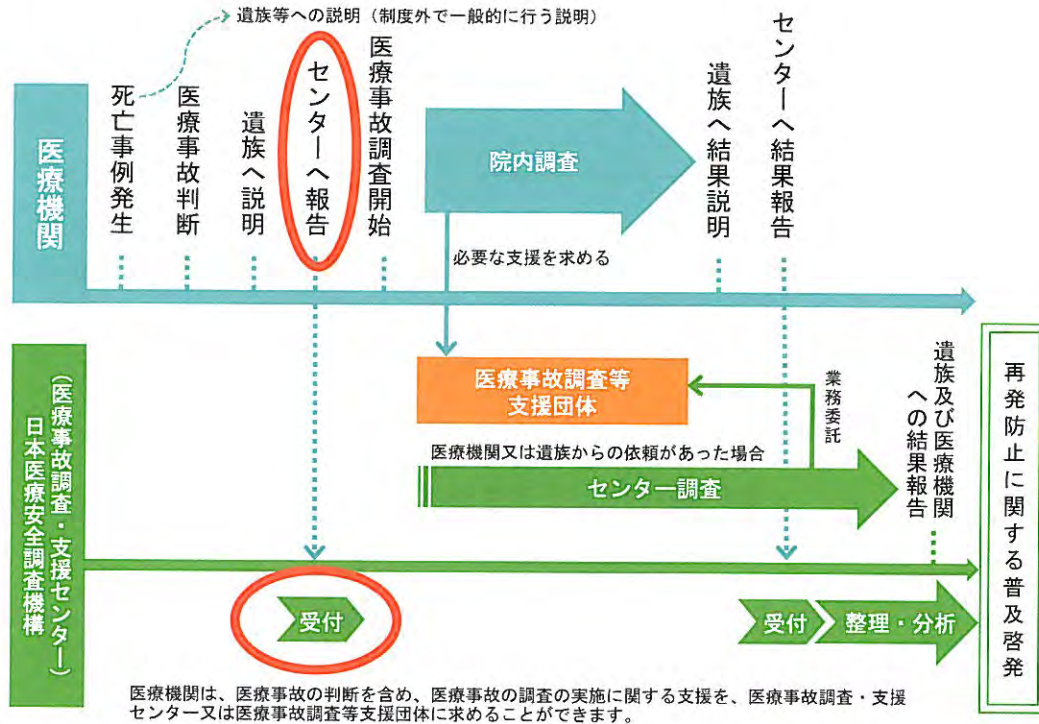 遺族等への説明（制度外で一般的に行う説明）
医療機関
死亡事例発生
医療事故判断
遺族へ説明
センターへ報告
医療事故調査開始
院内調査
遺族へ結果説明
センターへ結果報告
必要な支援を求める
日本医療安全調査機構
（医療事故調査・支援センター）
医療事故調査等
支援団体
業務委託
医療機関又は遺族からの依頼があった場合
センター調査
遺族及び医療機関
への結果報告
再発防止に関する普及啓発
受付
受付
整理・分析
医療機関は、医療事故の判断を含め、医療事故の調査の実施に関する支援を、医療事故調査・支援
センター又は医療事故調査等支援団体に求めることができます。